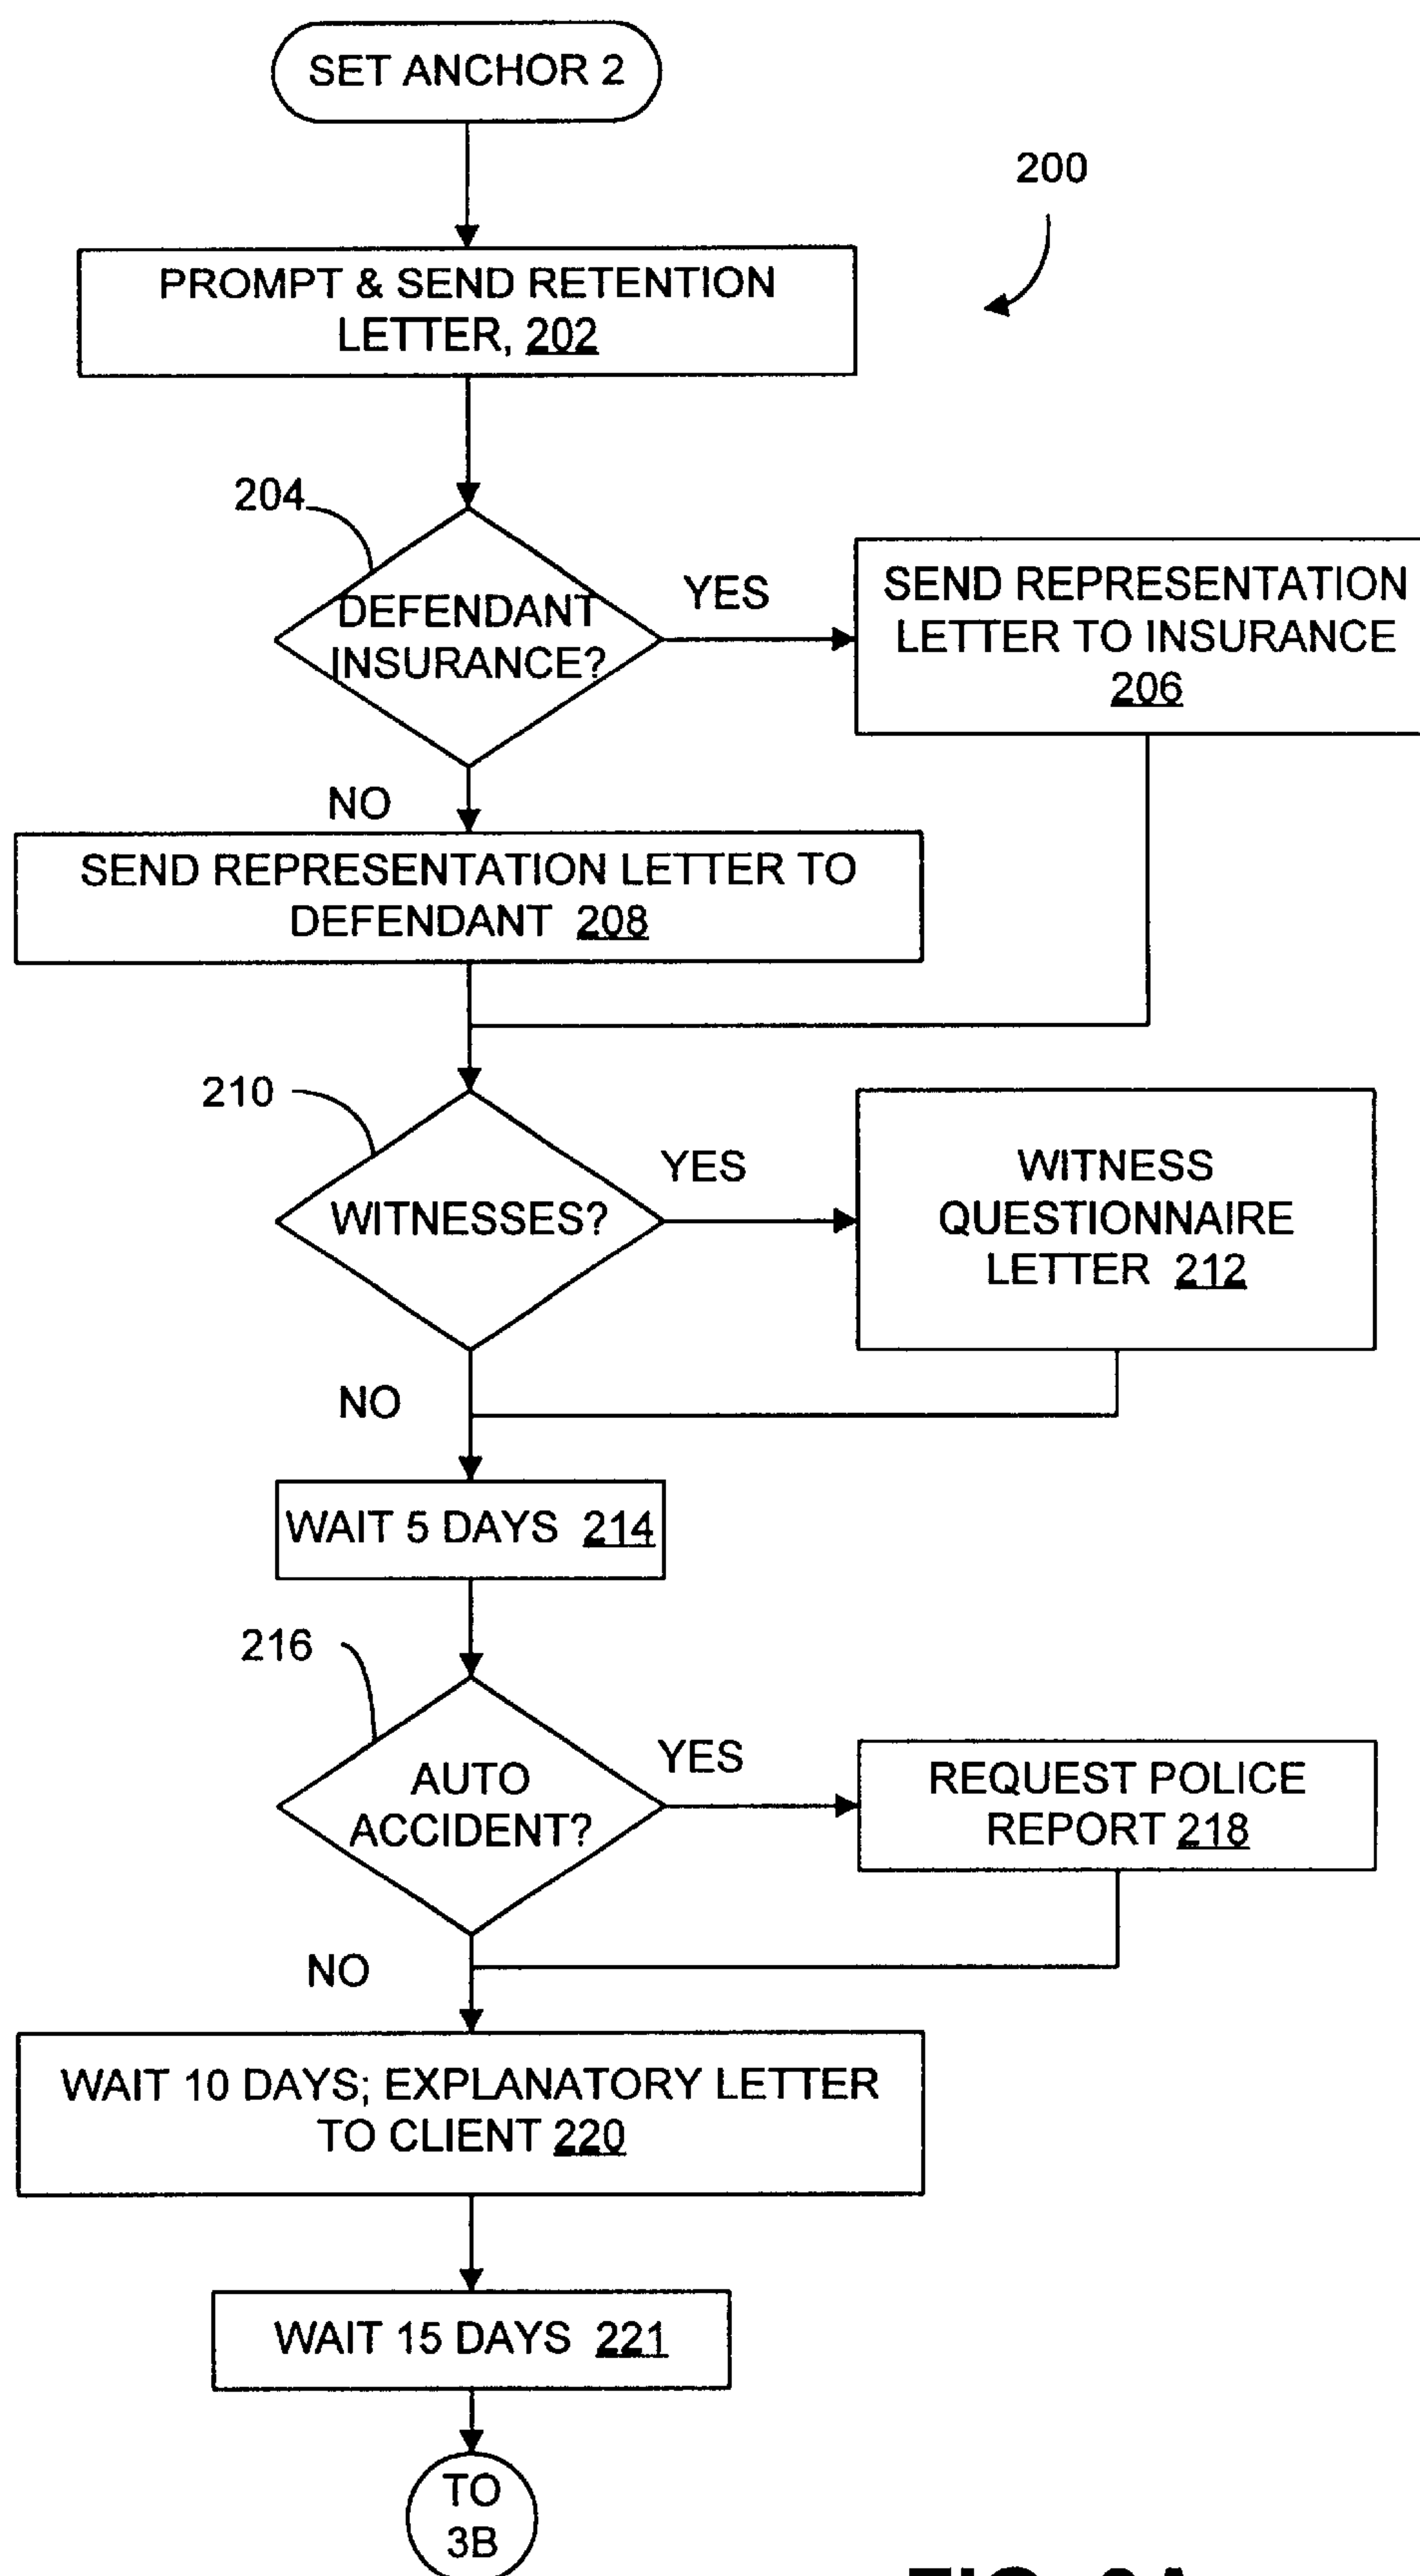 SET ANCHOR 2
200
PROMPT & SEND RETENTION
LETTER, 202
204
DEFENDANT
INSURANCE?
YES
SEND REPRESENTATION
LETTER TO INSURANCE
206
NO
SEND REPRESENTATION LETTER TO
DEFENDANT 208
210
WITNESSES?
YES
WITNESS
QUESTIONNAIRE
LETTER 212
NO
WAIT 5 DAYS 214
216
AUTO
ACCIDENT?
YES
REQUEST POLICE
REPORT 218
NO
WAIT 10 DAYS; EXPLANATORY LETTER
TO CLIENT 220
WAIT 15 DAYS 221
TO
3B